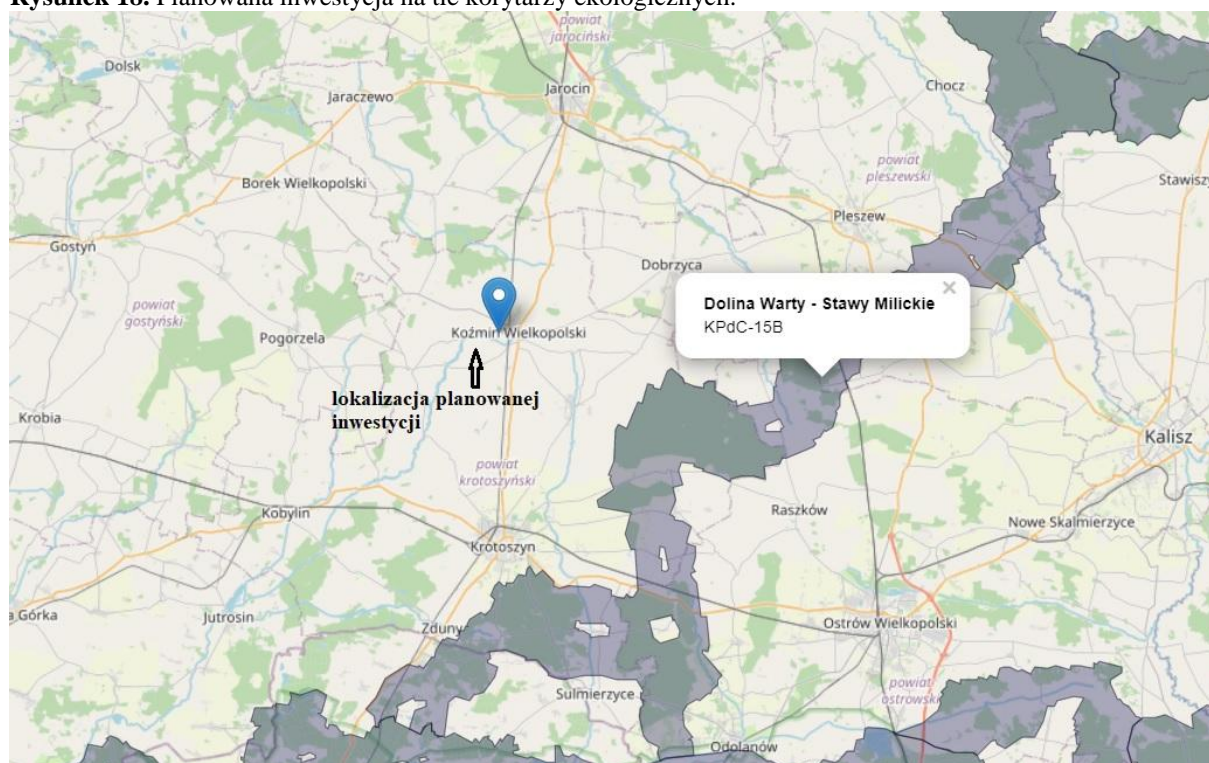 Rysunek 18. Planowana inwestycja na tle korytarzy ekologicznych.
powiat
jarociński
Dolsk
Jaraczewo
Jarocin
Chocz
powiat
pleszewski
Borek Wielkopolski
Stawiszy
Pleszew
Gostyń
Dobrzyca
powiat
gostyński
Dolina Warty - Stawy Milickie
KPdC-15B
Pogorzela
Koźmin Wielkopolski
lokalizacja planowanej
inwestycji
Krobia
Kalisz
powiat
krotoszyński
Kobylin
Raszków
Nowe Skalmierzyce
Krotoszyn
a Górka
Jutrosin
Zduny
Ostrów Wielkopolski
powiat
ostrowski
Sulmierzyce
Odolanów